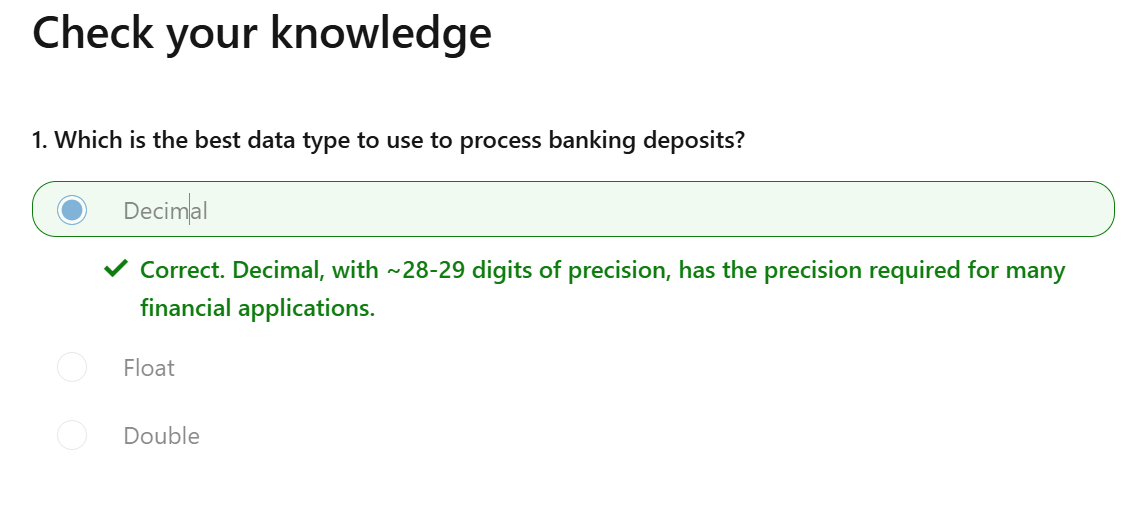 Check your knowledge
1. Which is the best data type to use to process banking deposits?
Decimal
Correct. Decimal, with ~28-29 digits of precision, has the precision required for many
financial applications.
Float
Double